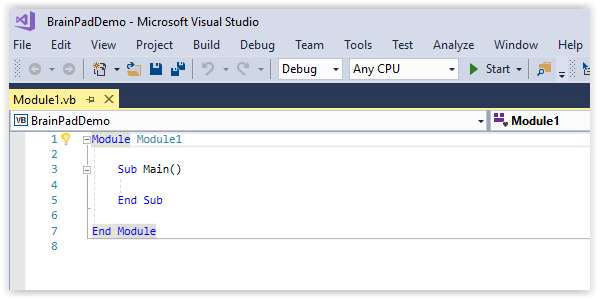 BrainPadDemo - Microsoft Visual Studio
File Edit View Project Build Debug Team Tools Test Analyze Window Help
Debug Any CPU Start
Module1.vb
VB BrainPadDemo Module1
1 Module Module1
2
3 Sub Main()
4
5 End Sub
6
7 End Module
8